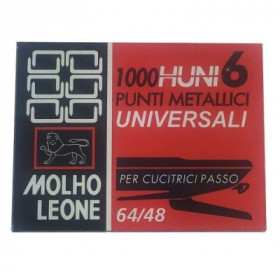 1000 HUNI 6
PUNTI METALLICI
UNIVERSALI
MOLHO
LEONE
PER CUCITRICI PASSO
64/48